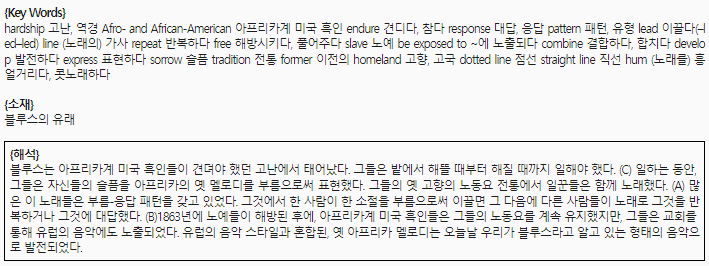 {Key Words}
hardship 고난, 역경 Afro- and African-American 아프리카계 미국 흑인 endure 견디다, 참다 response 대답, 응답 pattern 패턴, 유형 lead 이끌다(-l
ed–led) line (노래의) 가사 repeat 반복하다 free 해방시키다, 풀어주다 slave 노예 be exposed to ~에 노출되다 combine 결합하다, 합치다 develo
p 발전하다 express 표현하다 sorrow 슬픔 tradition 전통 former 이전의 homeland 고향, 고국 dotted line 점선 straight line 직선 hum (노래를) 흥
얼거리다, 콧노래하다
{소재}
블루스의 유래
{해석}
블루스는 아프리카계 미국 흑인들이 견뎌야 했던 고난에서 태어났다. 그들은 밭에서 해뜰 때부터 해질 때까지 일해야 했다. (C) 일하는 동안,
그들은 자신들의 슬픔을 아프리카의 옛 멜로디를 부름으로써 표현했다. 그들의 옛 고향의 노동요 전통에서 일꾼들은 함께 노래했다. (A) 많
은 이 노래들은 부름-응답 패턴을 갖고 있었다. 그것에서 한 사람이 한 소절을 부름으로써 이끌면 그 다음에 다른 사람들이 노래로 그것을 반
복하거나 그것에 대답했다. (B)1863년에 노예들이 해방된 후에, 아프리카계 미국 흑인들은 그들의 노동요를 계속 유지했지만, 그들은 교회를
통해 유럽의 음악에도 노출되었다. 유럽의 음악 스타일과 혼합된, 옛 아프리카 멜로디는 오늘날 우리가 블루스라고 알고 있는 형태의 음악으
로 발전되었다.